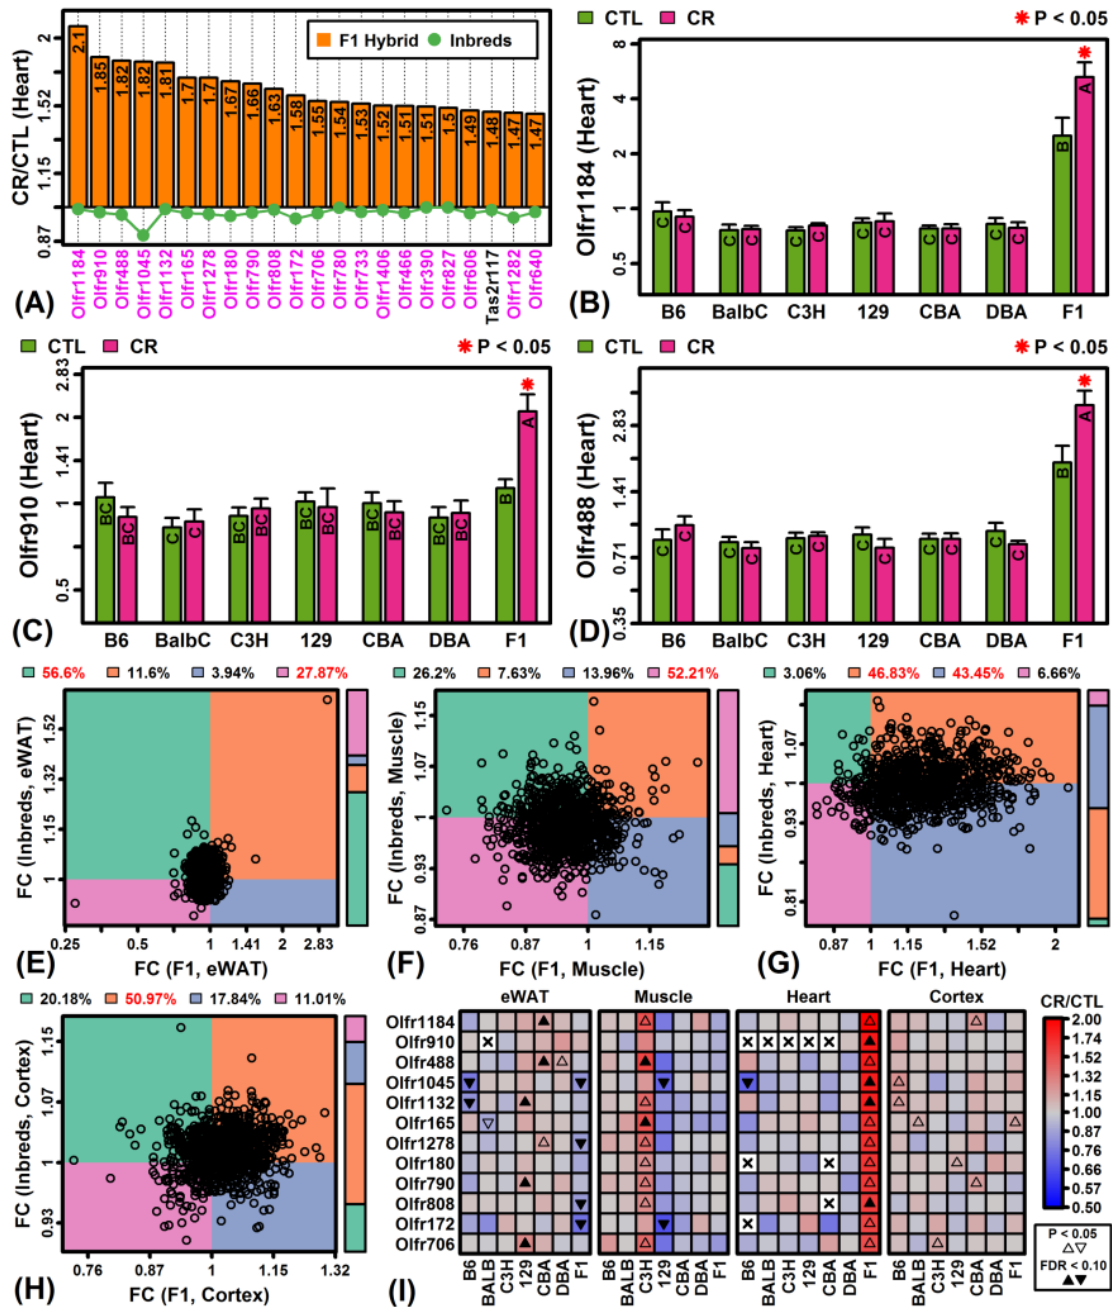 CR/CTL (Heart)
2
1.52
1.15
0.87
F1 Hybrid Inbreds
2.1
1.85
1.82
1.82
1.81
1.7
1.7
1.67
1.66
1.63
1.58
1.55
1.54
1.53
1.52
1.51
1.51
1.5
1.49
1.48
1.47
1.47
Olfr1184
Olfr910
Olfr488
Olfr1045
Olfr1132
Olfr165
Olfr1278
Olfr180
Olfr790
Olfr808
Olfr172
Olfr706
Olfr780
Olfr733
Olfr1406
Olfr466
Olfr390
Olfr827
Olfr606
Tas2r117
Olfr1282
Olfr640
(A)
CTL CR P < 0.05
Olfr1184 (Heart)
8
4
2
1
0.5
C C C C C C C C C C C C B A
B6 BalbC C3H 129 CBA DBA F1
(B)
CTL CR P < 0.05
Olfr910 (Heart)
2.83
2
1.41
1
0.5
BC BC C C BC BC BC BC BC BC BC BC B A
B6 BalbC C3H 129 CBA DBA F1
(C)
CTL CR P < 0.05
Olfr488 (Heart)
2.83
1.41
0.71
0.35
C C C C C C C C C C C C B A
B6 BalbC C3H 129 CBA DBA F1
(D)
56.6% 11.6% 3.94% 27.87%
FC (Inbreds, eWAT)
1.52
1.32
1.15
1
0.25 0.5 1 1.41 2 2.83
FC (F1, eWAT)
(E)
26.2% 7.63% 13.96% 52.21%
FC (Inbreds, Muscle)
1.15
1.07
1
0.93
0.87
0.76 0.87 1 1.15
FC (F1, Muscle)
(F)
3.06% 46.83% 43.45% 6.66%
FC (Inbreds, Heart)
1.07
1
0.93
0.81
0.87 1 1.15 1.52 2
FC (F1, Heart)
(G)
20.18% 50.97% 17.84% 11.01%
FC (Inbreds, Cortex)
1.15
1.07
1
0.93
0.76 0.87 1 1.15 1.32
FC (F1, Cortex)
(H)
eWAT Muscle Heart Cortex
Olfr1184
Olfr910
Olfr488
Olfr1045
Olfr1132
Olfr165
Olfr1278
Olfr180
Olfr790
Olfr808
Olfr172
Olfr706
B6 BALB C3H 129 CBA DBA F1
B6 BALB C3H 129 CBA DBA F1
B6 BALB C3H 129 CBA DBA F1
B6 BALB C3H 129 CBA DBA F1
(I)
CR/CTL
2.00
1.74
1.52
1.32
1.15
1.00
0.87
0.76
0.66
0.57
0.50
P < 0.05
FDR < 0.10